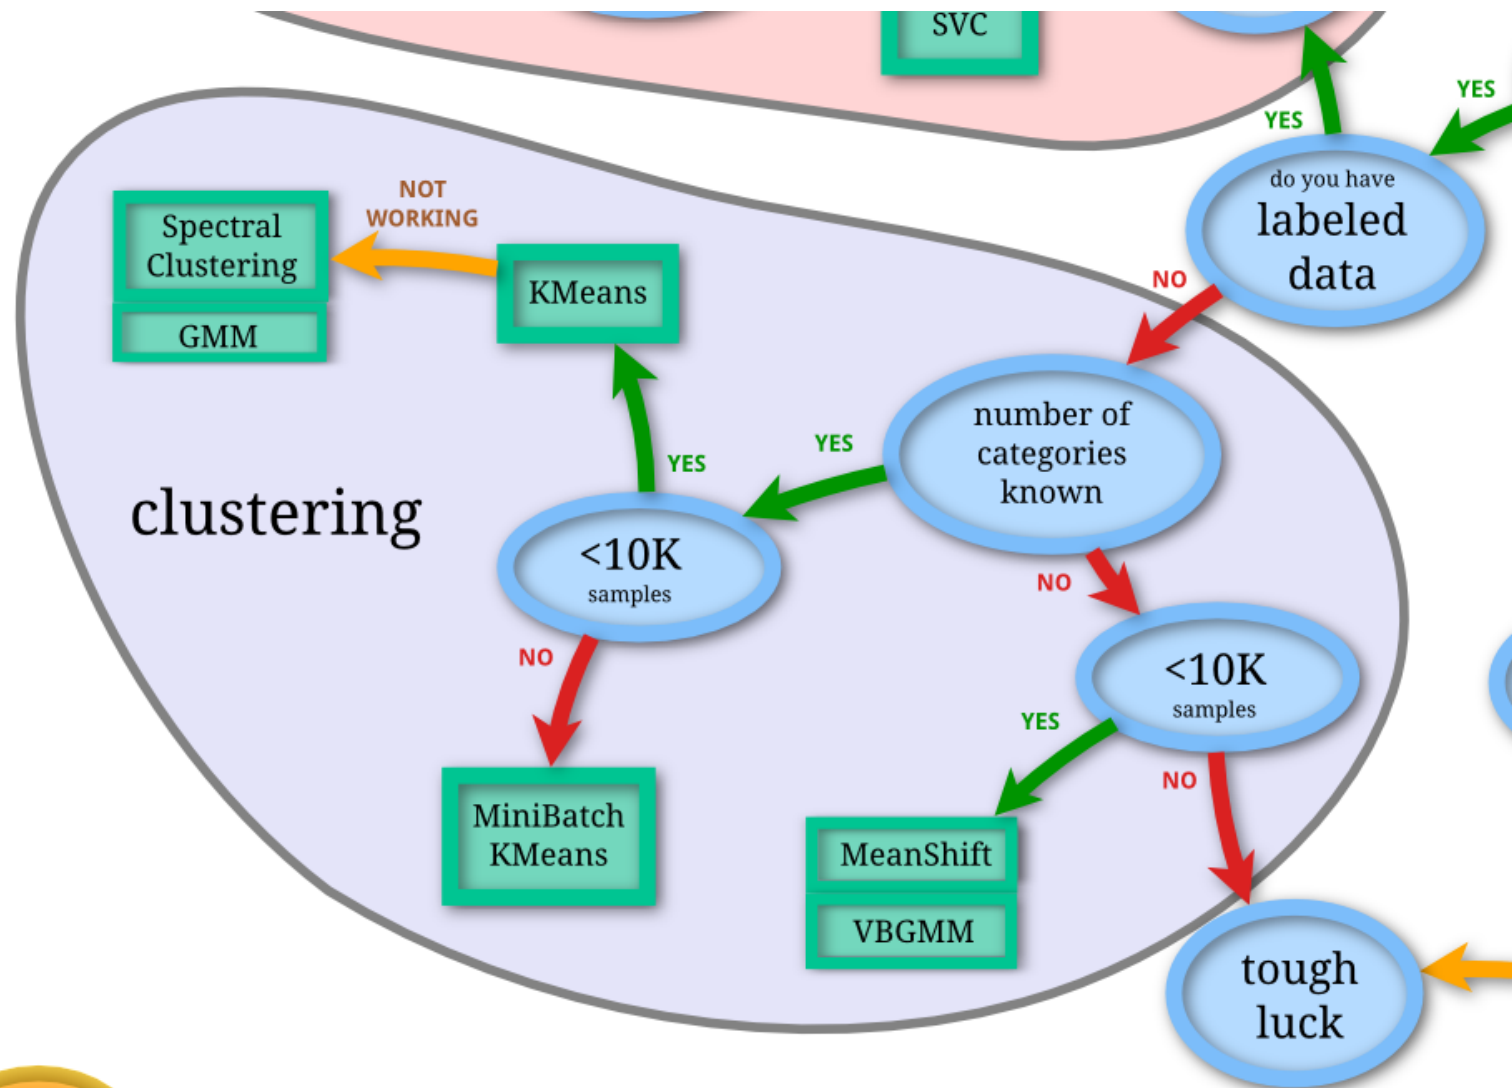 SVC
YES
YES
do you have
labeled
data
NO
NOT
WORKING
Spectral
Clustering
GMM
KMeans
number of
categories
known
YES
YES
clustering
<10K
samples
NO
NO
<10K
samples
YES
NO
MiniBatch
KMeans
MeanShift
VBGMM
tough
luck